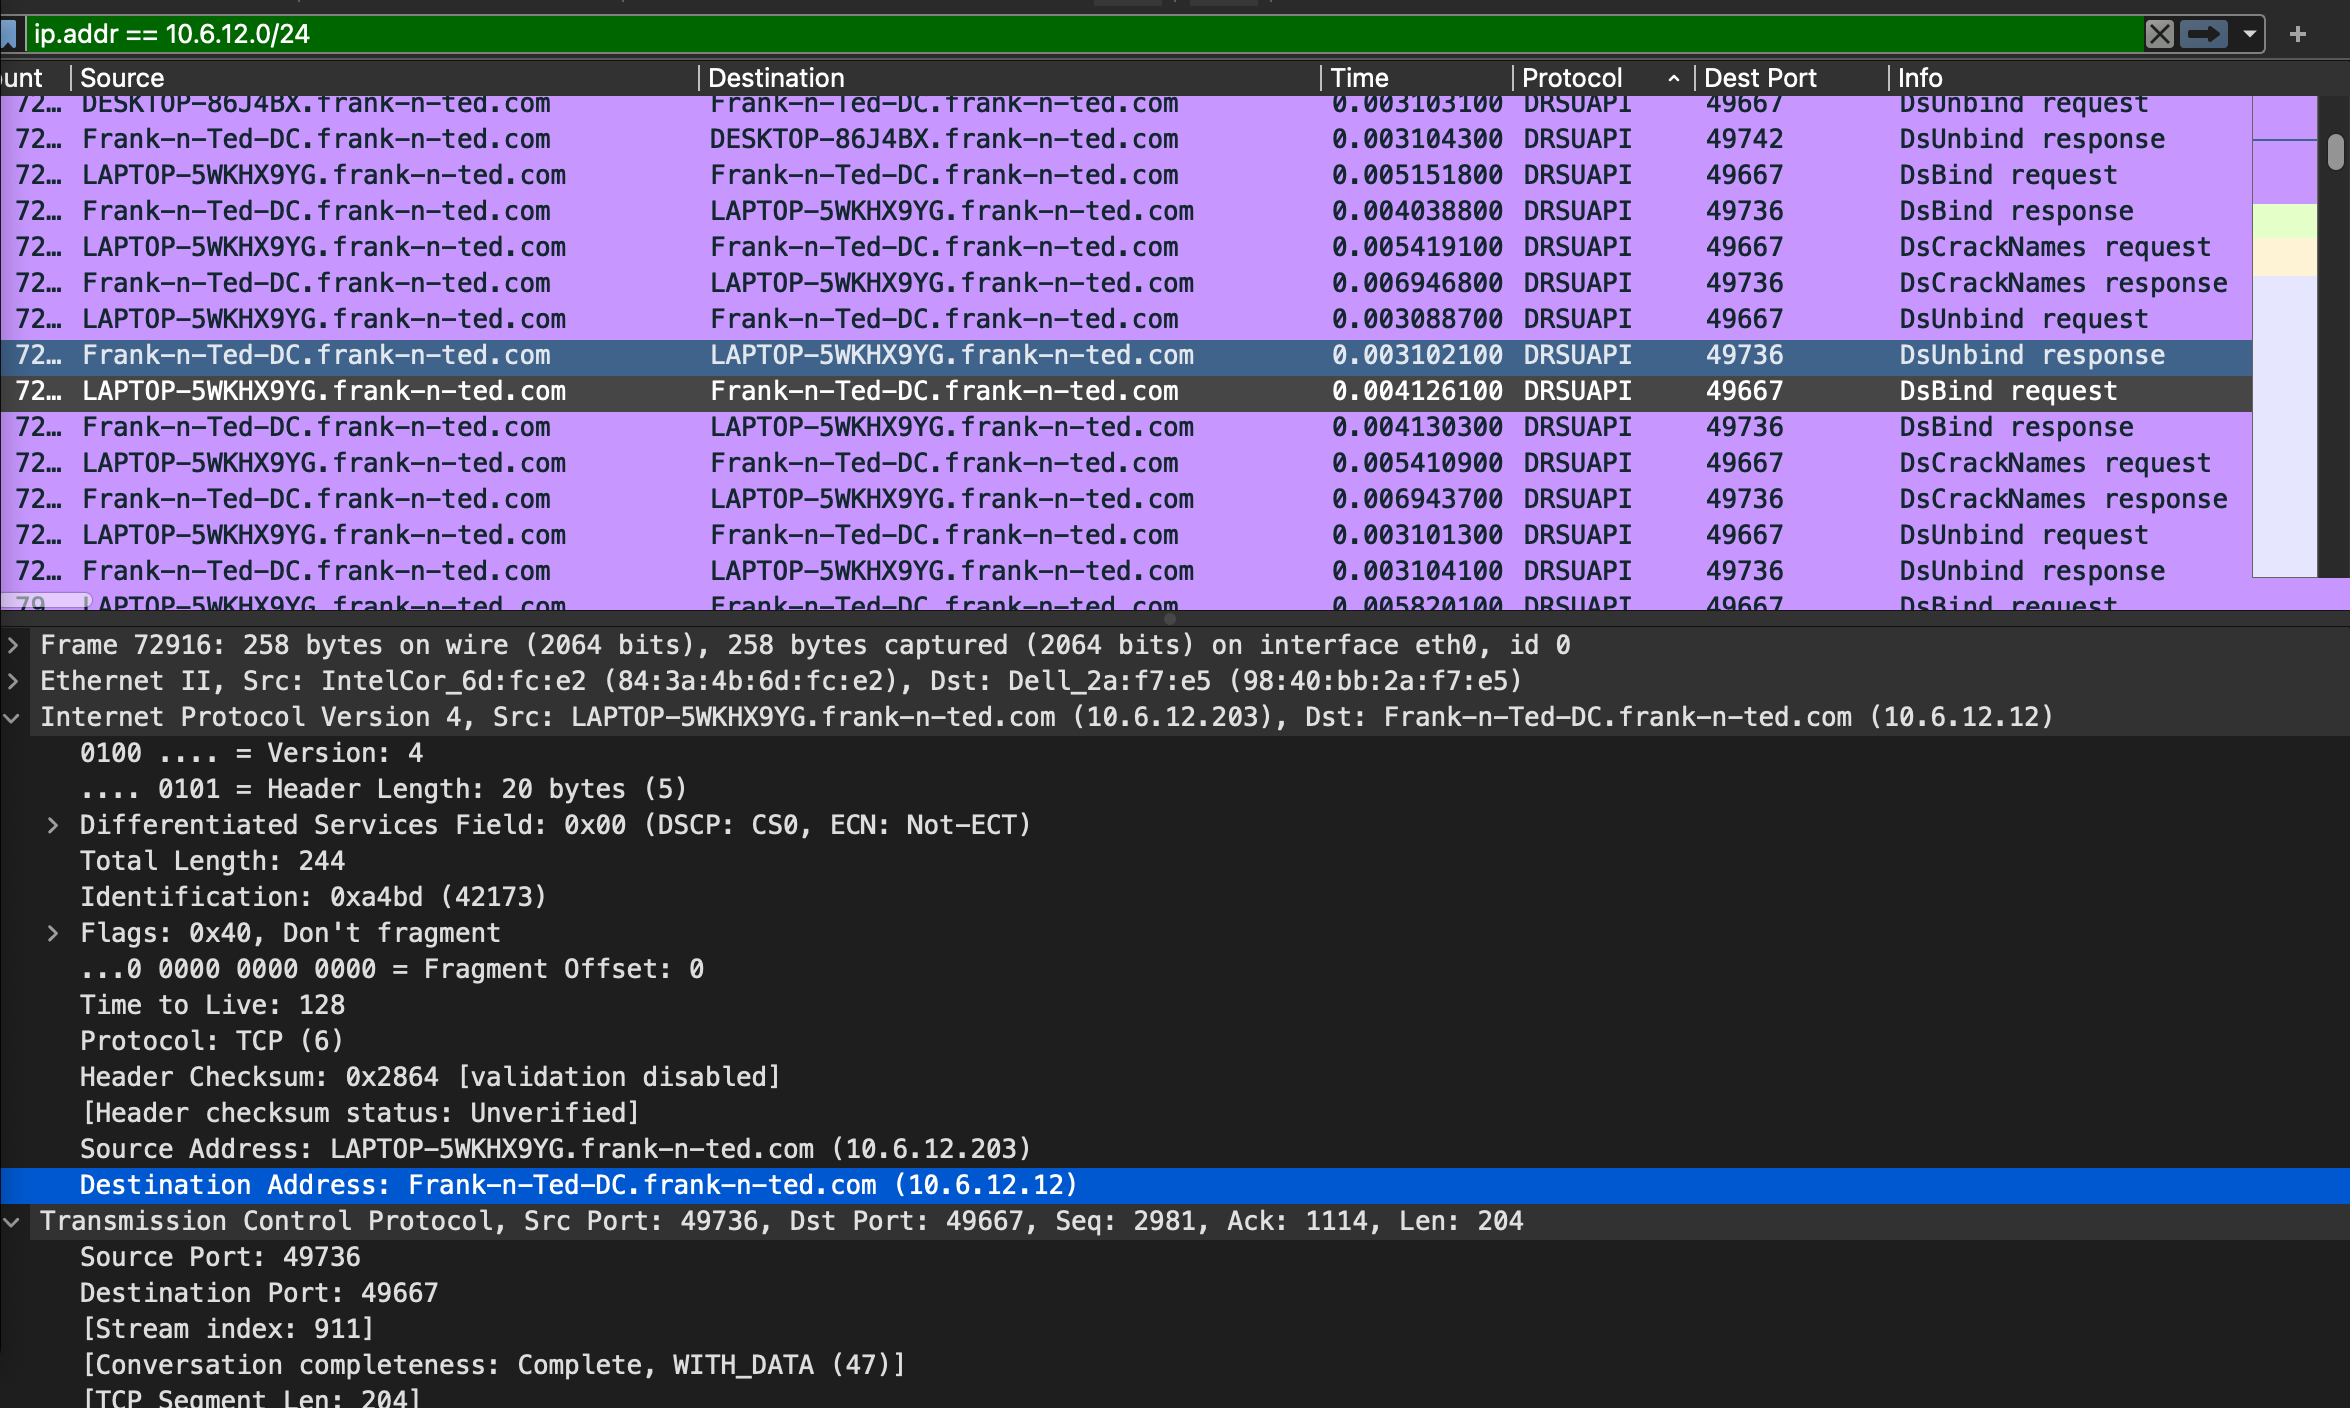 ip.addr == 10.6.12.0/24
unt Source Destination Time Protocol Dest Port Info
72… DESKTOP-86J4BX.frank-n-ted.com Frank-n-Ted-DC.frank-n-ted.com 0.003103100 DRSUAPI 49667 DsUnbind request
72… Frank-n-Ted-DC.frank-n-ted.com DESKTOP-86J4BX.frank-n-ted.com 0.003104300 DRSUAPI 49742 DsUnbind response
72… LAPTOP-5WKHX9YG.frank-n-ted.com Frank-n-Ted-DC.frank-n-ted.com 0.005151800 DRSUAPI 49667 DsBind request
72… Frank-n-Ted-DC.frank-n-ted.com LAPTOP-5WKHX9YG.frank-n-ted.com 0.004038800 DRSUAPI 49736 DsBind response
72… LAPTOP-5WKHX9YG.frank-n-ted.com Frank-n-Ted-DC.frank-n-ted.com 0.005419100 DRSUAPI 49667 DsCrackNames request
72… Frank-n-Ted-DC.frank-n-ted.com LAPTOP-5WKHX9YG.frank-n-ted.com 0.006946800 DRSUAPI 49736 DsCrackNames response
72… LAPTOP-5WKHX9YG.frank-n-ted.com Frank-n-Ted-DC.frank-n-ted.com 0.003088700 DRSUAPI 49667 DsUnbind request
72… Frank-n-Ted-DC.frank-n-ted.com LAPTOP-5WKHX9YG.frank-n-ted.com 0.003102100 DRSUAPI 49736 DsUnbind response
72… LAPTOP-5WKHX9YG.frank-n-ted.com Frank-n-Ted-DC.frank-n-ted.com 0.004126100 DRSUAPI 49667 DsBind request
72… Frank-n-Ted-DC.frank-n-ted.com LAPTOP-5WKHX9YG.frank-n-ted.com 0.004130300 DRSUAPI 49736 DsBind response
72… LAPTOP-5WKHX9YG.frank-n-ted.com Frank-n-Ted-DC.frank-n-ted.com 0.005410900 DRSUAPI 49667 DsCrackNames request
72… Frank-n-Ted-DC.frank-n-ted.com LAPTOP-5WKHX9YG.frank-n-ted.com 0.006943700 DRSUAPI 49736 DsCrackNames response
72… LAPTOP-5WKHX9YG.frank-n-ted.com Frank-n-Ted-DC.frank-n-ted.com 0.003101300 DRSUAPI 49667 DsUnbind request
72… Frank-n-Ted-DC.frank-n-ted.com LAPTOP-5WKHX9YG.frank-n-ted.com 0.003104100 DRSUAPI 49736 DsUnbind response
LAPTOP-5WKHX9YG.frank-n-ted.com Frank-n-Ted-DC.frank-n-ted.com 0.005820100 DRSUAPI 49667 DsBind request
Frame 72916: 258 bytes on wire (2064 bits), 258 bytes captured (2064 bits) on interface eth0, id 0
Ethernet II, Src: IntelCor_6d:fc:e2 (84:3a:4b:6d:fc:e2), Dst: Dell_2a:f7:e5 (98:40:bb:2a:f7:e5)
Internet Protocol Version 4, Src: LAPTOP-5WKHX9YG.frank-n-ted.com (10.6.12.203), Dst: Frank-n-Ted-DC.frank-n-ted.com (10.6.12.12)
0100 .... = Version: 4
.... 0101 = Header Length: 20 bytes (5)
Differentiated Services Field: 0x00 (DSCP: CS0, ECN: Not-ECT)
Total Length: 244
Identification: 0xa4bd (42173)
Flags: 0x40, Don't fragment
...0 0000 0000 0000 = Fragment Offset: 0
Time to Live: 128
Protocol: TCP (6)
Header Checksum: 0x2864 [validation disabled]
[Header checksum status: Unverified]
Source Address: LAPTOP-5WKHX9YG.frank-n-ted.com (10.6.12.203)
Destination Address: Frank-n-Ted-DC.frank-n-ted.com (10.6.12.12)
Transmission Control Protocol, Src Port: 49736, Dst Port: 49667, Seq: 2981, Ack: 1114, Len: 204
Source Port: 49736
Destination Port: 49667
[Stream index: 911]
[Conversation completeness: Complete, WITH_DATA (47)]
[TCP Segment Len: 204]